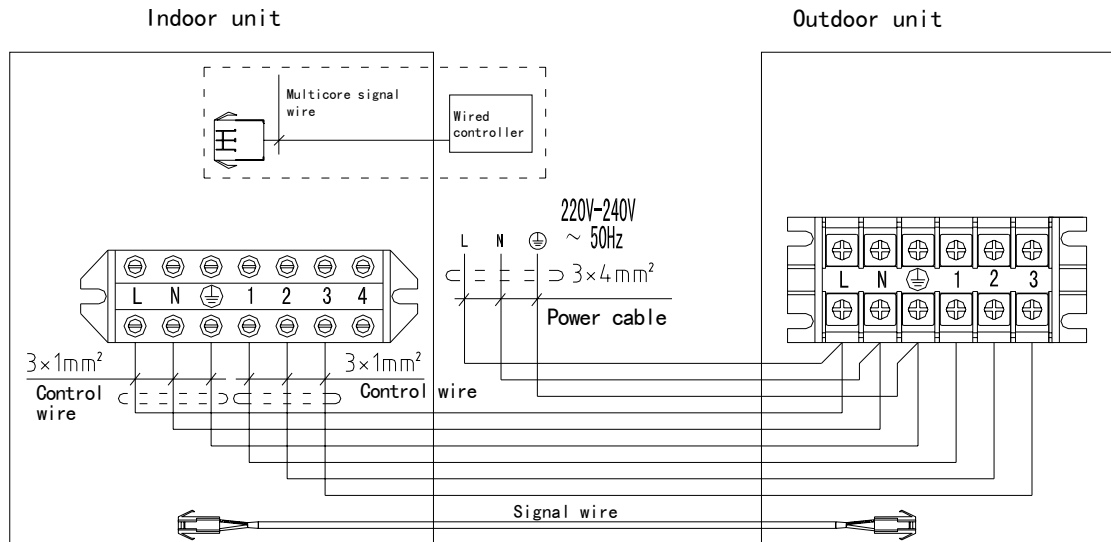 Indoor unit
Outdoor unit
Multicore signal
wire
Wired
controller
220V-240V
~ 50Hz
L N
3×4mm²
Power cable
L N 1 2 3 4
L N 1 2 3
3×1mm²
Control
wire
3×1mm²
Control wire
Signal wire